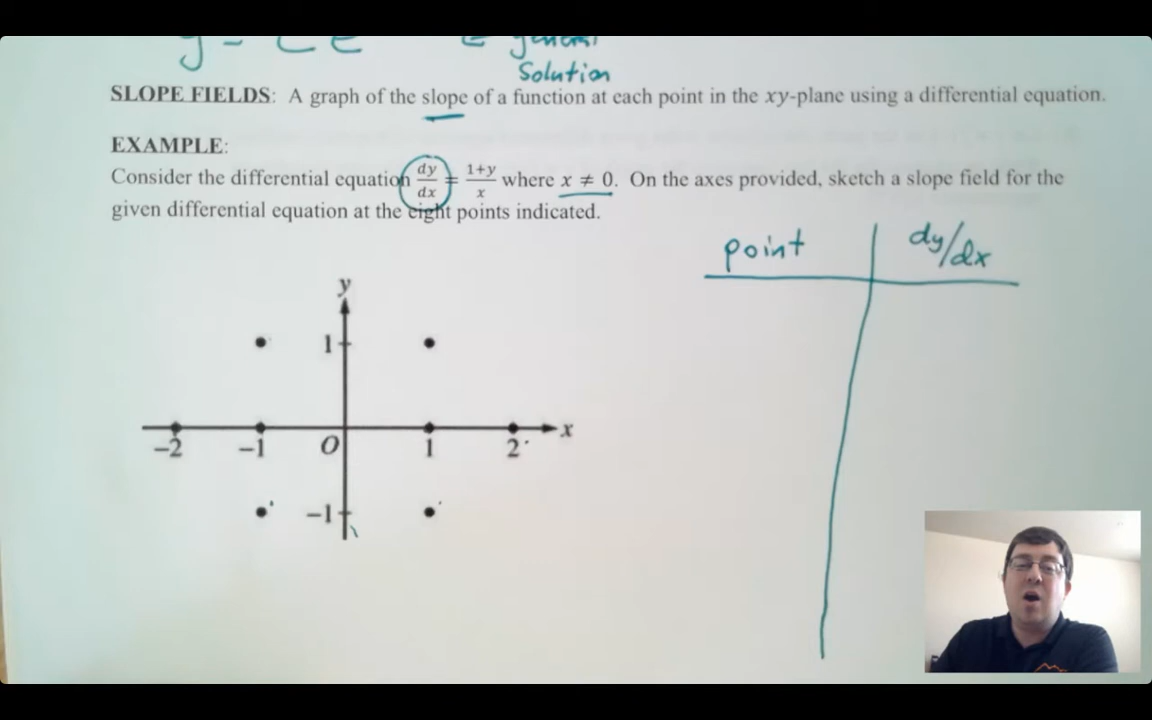 y = Ce
Solution
SLOPE FIELDS: A graph of the slope of a function at each point in the xy-plane using a differential equation.
EXAMPLE:
Consider the differential equation dy/dx = 1+y/x where x ≠ 0. On the axes provided, sketch a slope field for the
given differential equation at the eight points indicated.
point dy/dx
y
1
-2 -1 O 1 2 x
-1